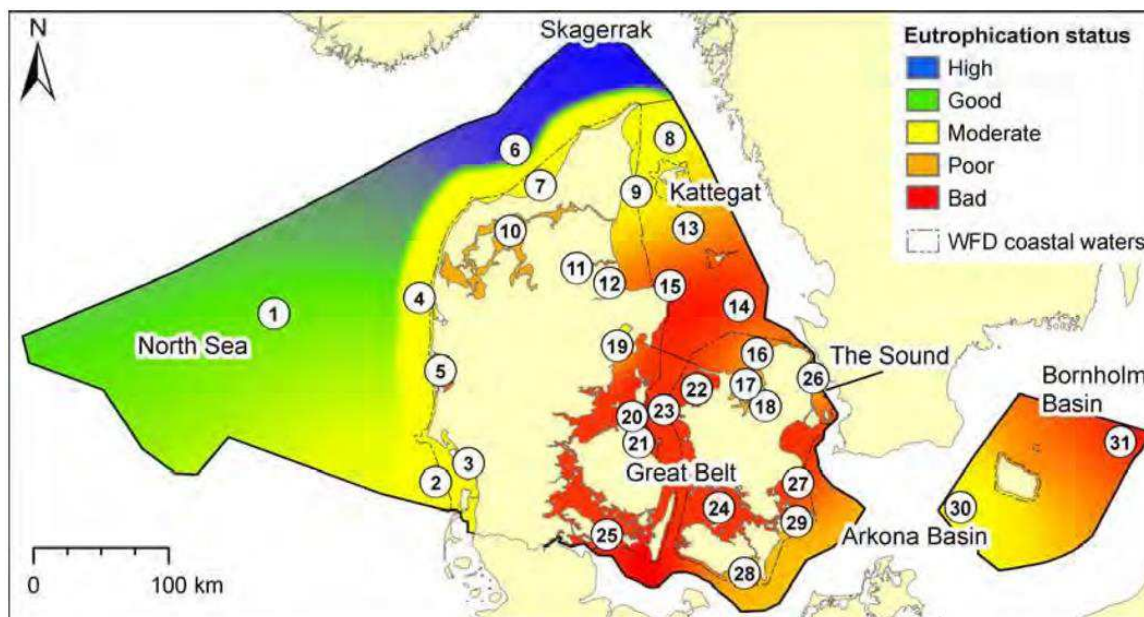 N
Skagerrak
Eutrophication status
High
Good
Moderate
Poor
Bad
WFD coastal waters
8
6
7
9
Kattegat
10
13
11
12
15
4
14
1
North Sea
19
16
The Sound
5
17
26
22
18
Bornholm
Basin
20
23
21
31
3
Great Belt
2
27
24
30
29
25
Arkona Basin
28
0
100 km